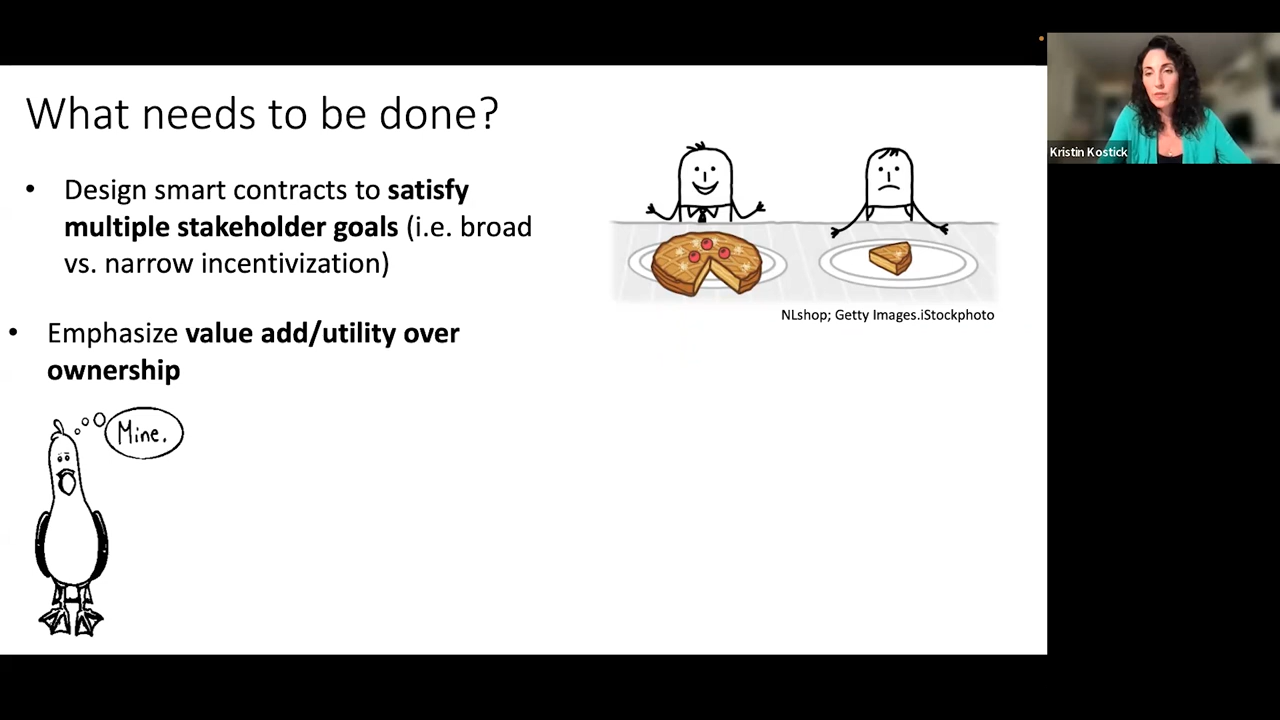 What needs to be done?
• Design smart contracts to satisfy
multiple stakeholder goals (i.e. broad
vs. narrow incentivization)
NLshop; Getty Images.iStockphoto
• Emphasize value add/utility over
ownership
Mine.
Kristin Kostick